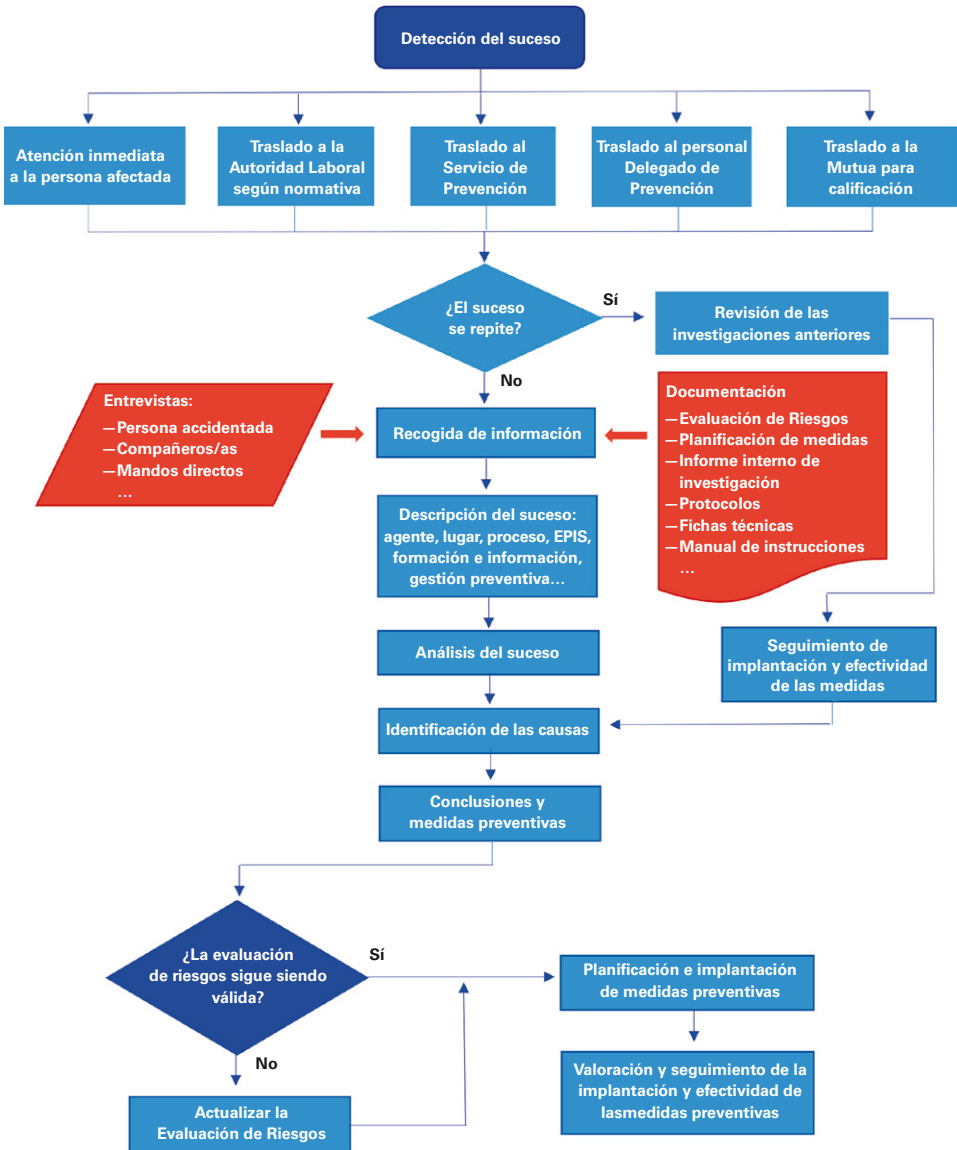 Detección del suceso
Atención inmediata
a la persona afectada
Traslado a la
Autoridad Laboral
según normativa
Traslado al
Servicio de
Prevención
Traslado al personal
Delegado de
Prevención
Traslado a la
Mutua para
calificación
¿El suceso
se repite?
Sí
Revisión de las
investigaciones anteriores
No
Entrevistas:
—Persona accidentada
—Compañeros/as
—Mandos directos
…
Recogida de información
Documentación
—Evaluación de Riesgos
—Planificación de medidas
—Informe interno de
investigación
—Protocolos
—Fichas técnicas
—Manual de instrucciones
…
Descripción del suceso:
agente, lugar, proceso, EPIS,
formación e información,
gestión preventiva…
Análisis del suceso
Seguimiento de
implantación y efectividad
de las medidas
Identificación de las causas
Conclusiones y
medidas preventivas
¿La evaluación
de riesgos sigue siendo
válida?
Sí
Planificación e implantación
de medidas preventivas
No
Actualizar la
Evaluación de Riesgos
Valoración y seguimiento de la
implantación y efectividad de
lasmedidas preventivas